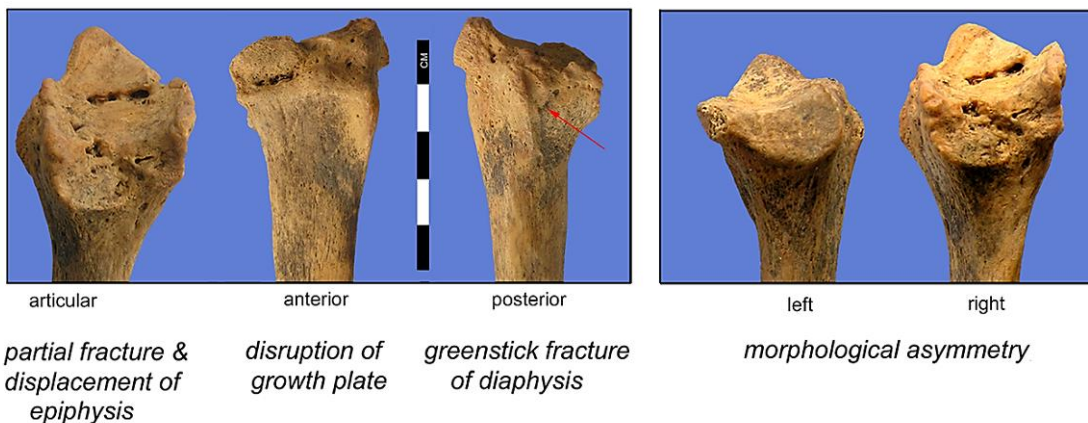 CM
articular
anterior
posterior
left
right
partial fracture &
displacement of
epiphysis
disruption of
growth plate
greenstick fracture
of diaphysis
morphological asymmetry